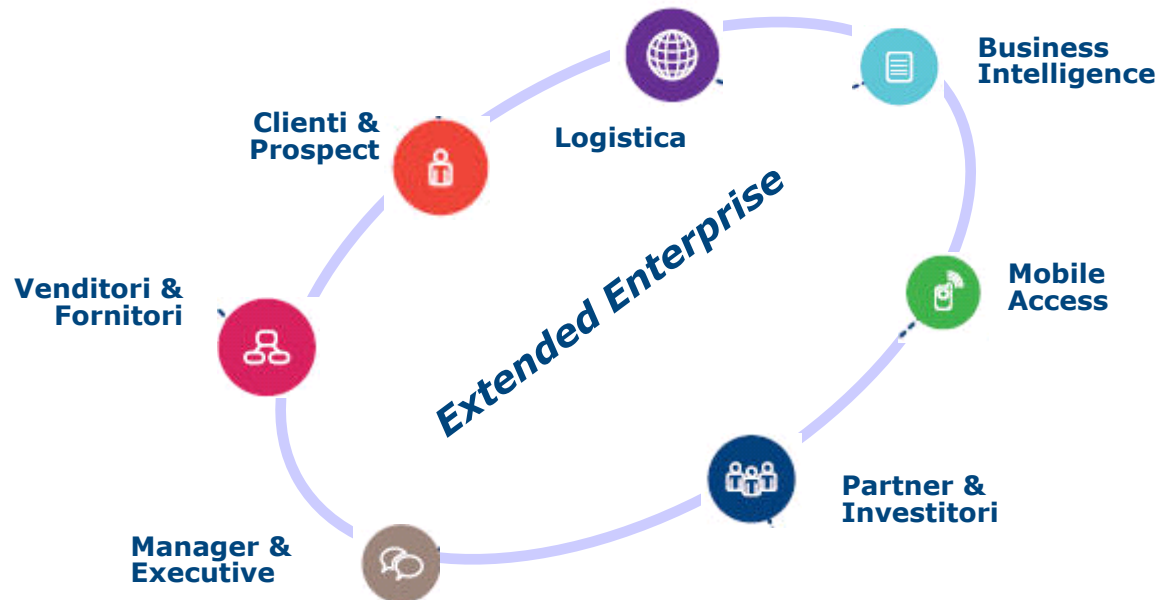 Business
Intelligence
Clienti &
Prospect
Logistica
Extended Enterprise
Venditori &
Fornitori
Mobile
Access
Partner &
Investitori
Manager &
Executive